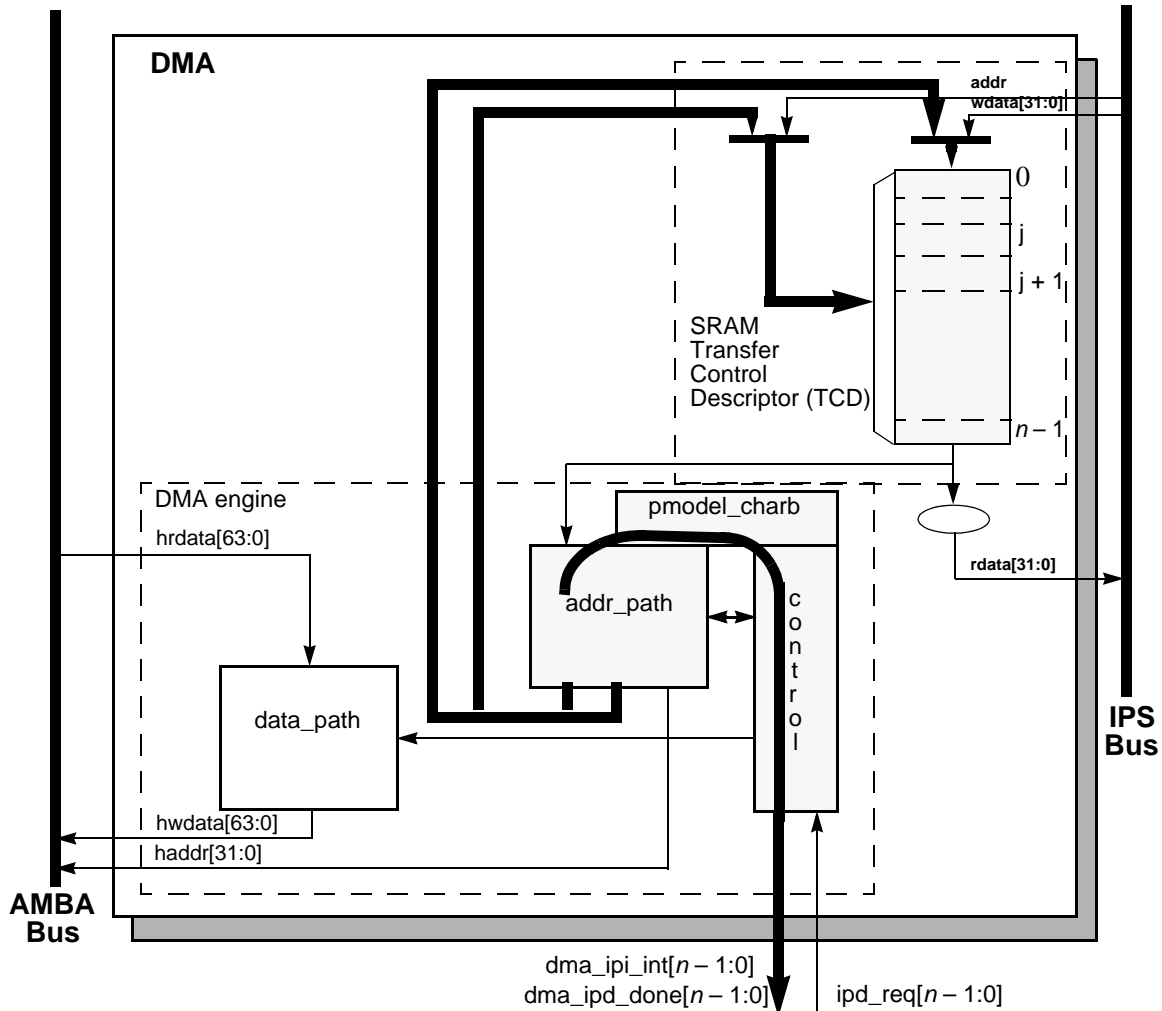 DMA
addr
wdata[31:0]
0
j
j + 1
SRAM
Transfer
Control
Descriptor (TCD)
n – 1
DMA engine
pmodel_charb
hrdata[63:0]
rdata[31:0]
addr_path
control
data_path
IPS
Bus
hwdata[63:0]
haddr[31:0]
AMBA
Bus
dma_ipi_int[n – 1:0]
dma_ipd_done[n – 1:0]
ipd_req[n – 1:0]